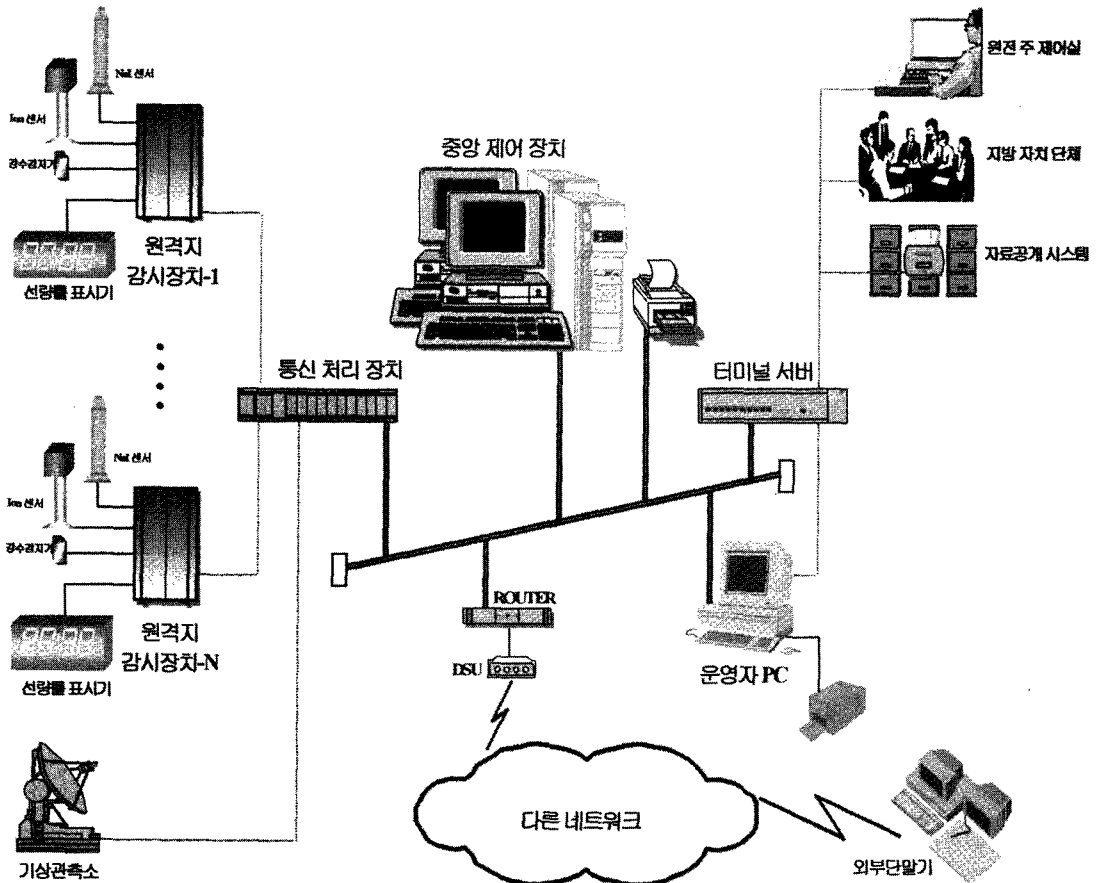 NaI 센서
Ion 센서
강수감지기
선량률 표시기
원격지
감시장치-1
중앙 제어 장치
원전 주 제어실
지방 자치 단체
자료공개 시스템
통신 처리 장치
터미널 서버
NaI 센서
Ion 센서
강수감지기
선량률 표시기
원격지
감시장치-N
ROUTER
DSU
운영자 PC
기상관측소
다른 네트워크
외부단말기